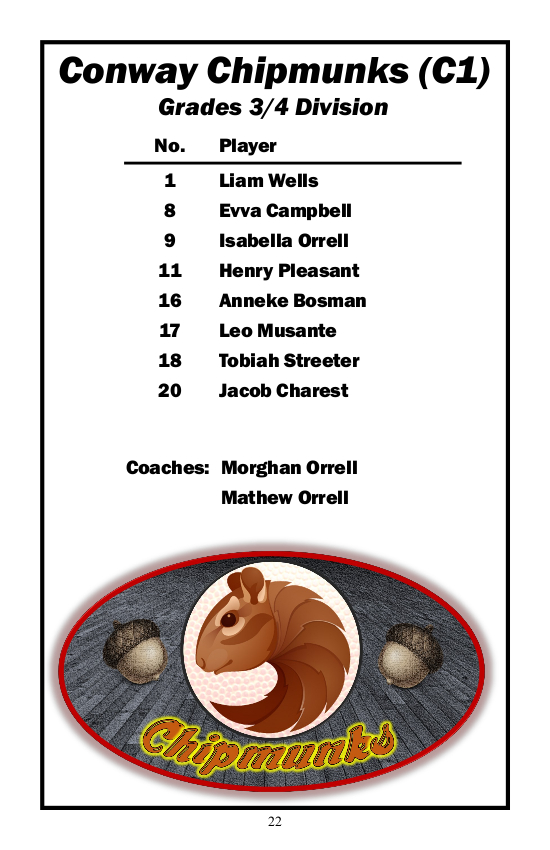 Conway Chipmunks (C1)
Grades 3/4 Division
No. Player
1 Liam Wells
8 Evva Campbell
9 Isabella Orrell
11 Henry Pleasant
16 Anneke Bosman
17 Leo Musante
18 Tobiah Streeter
20 Jacob Charest
Coaches: Morghan Orrell
Mathew Orrell
Chipmunks
22